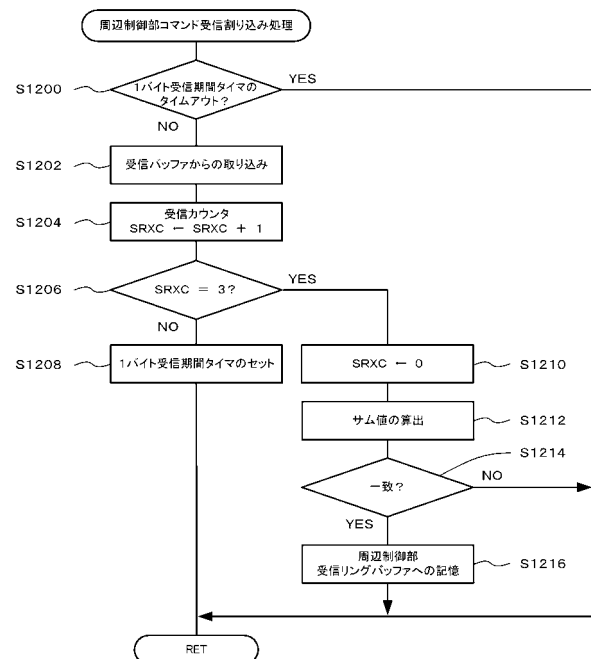 周辺制御部コマンド受信割り込み処理
S1200
1バイト受信期間タイマの
タイムアウト?
YES
NO
S1202
受信バッファからの取り込み
S1204
受信カウンタ
SRXC ← SRXC + 1
S1206
SRXC = 3?
YES
NO
S1208
1バイト受信期間タイマのセット
SRXC ← 0
S1210
サム値の算出
S1212
S1214
一致?
NO
YES
周辺制御部
受信リングバッファへの記憶
S1216
RET